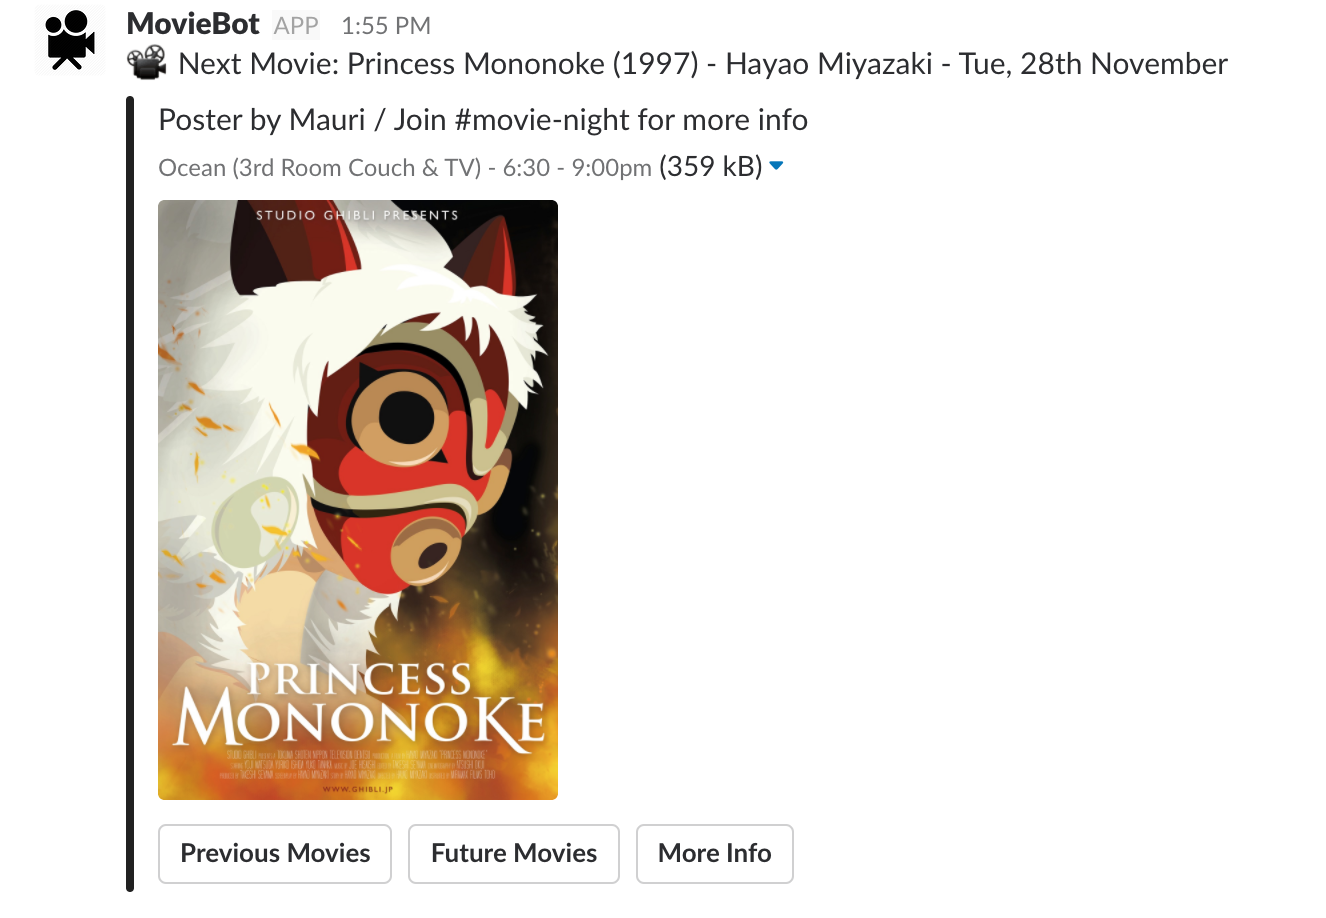 MovieBot APP 1:55 PM
Next Movie: Princess Mononoke (1997) - Hayao Miyazaki - Tue, 28th November
Poster by Mauri / Join #movie-night for more info
Ocean (3rd Room Couch & TV) - 6:30 - 9:00pm (359 kB)
STUDIO GHIBLI PRESENTS
PRINCESS
MONONOKE
WWW.GHIBLI.JP
Previous Movies
Future Movies
More Info